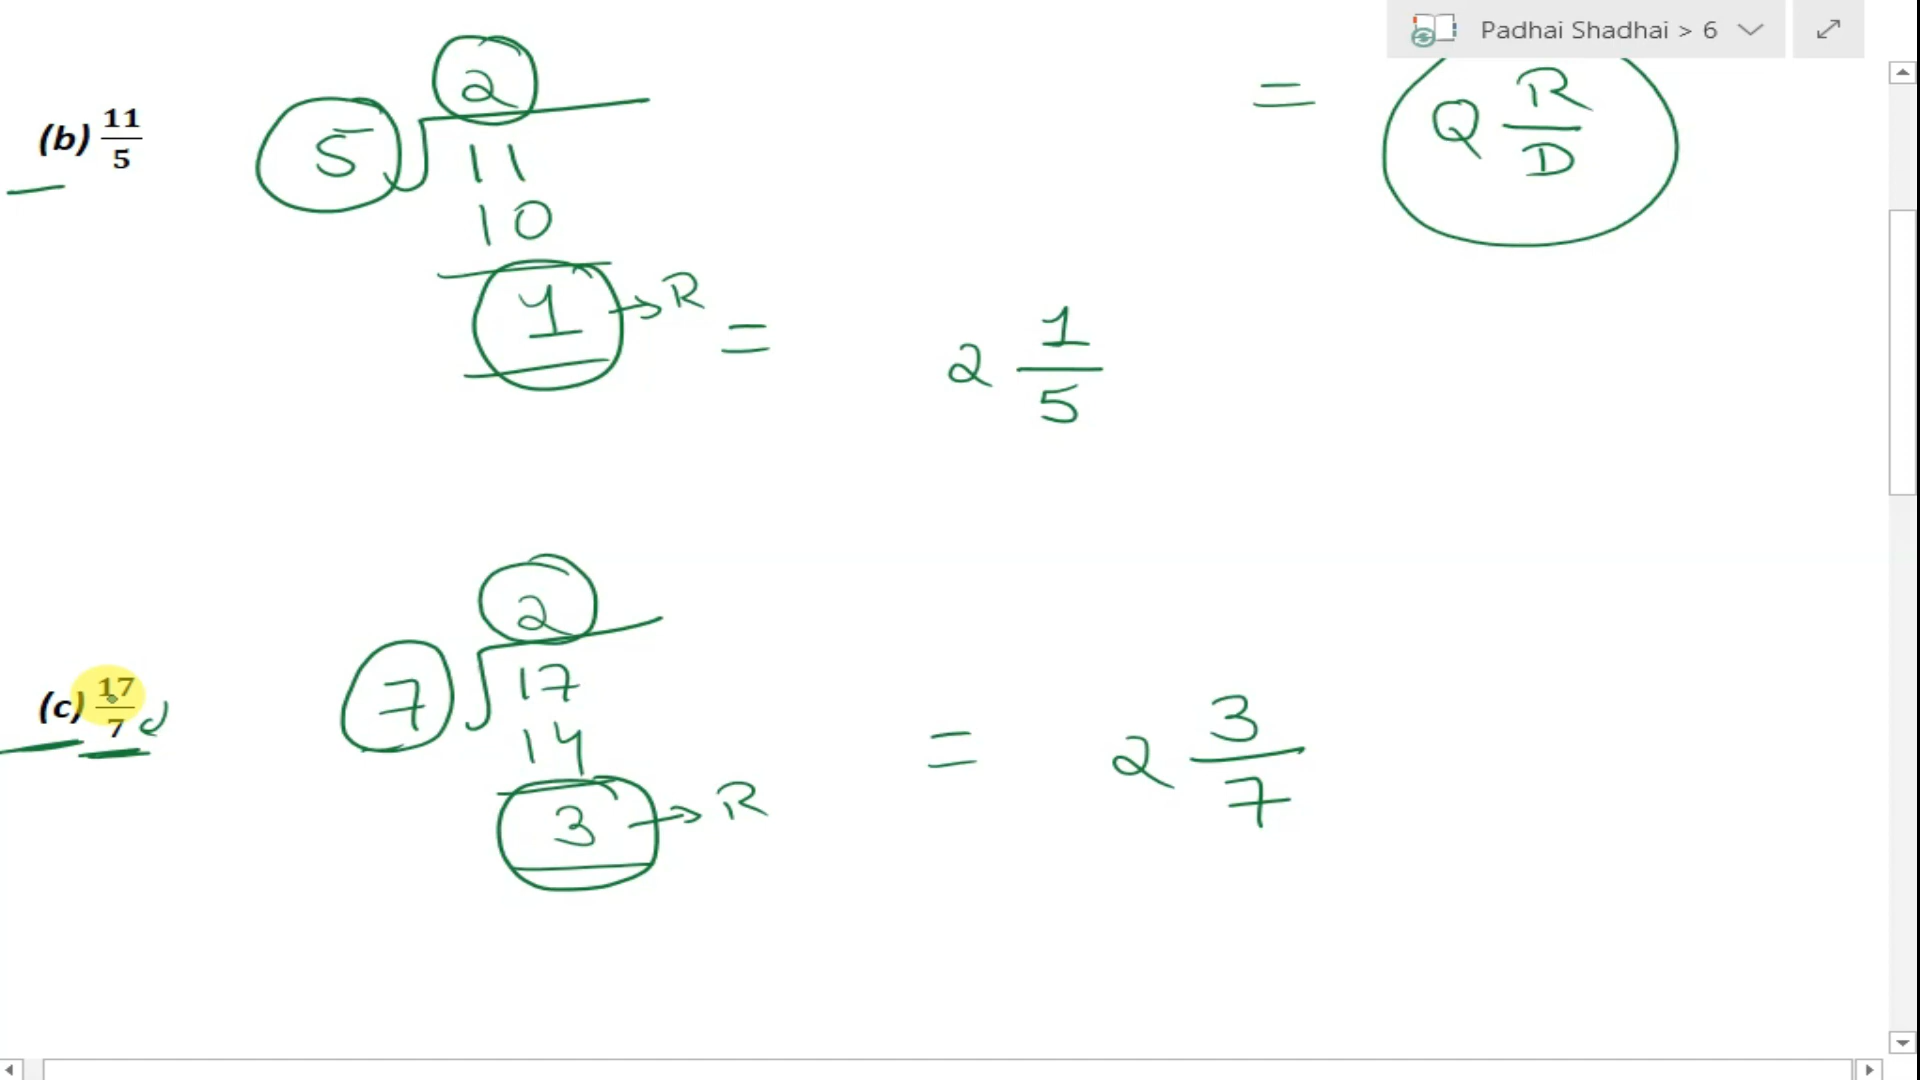 Padhai Shadhai > 6
= Q R/D
(b) 11/5
2
5 11
10
1 → R
= 2 1/5
(c) 17/7
2
7 17
14
3 → R
= 2 3/7